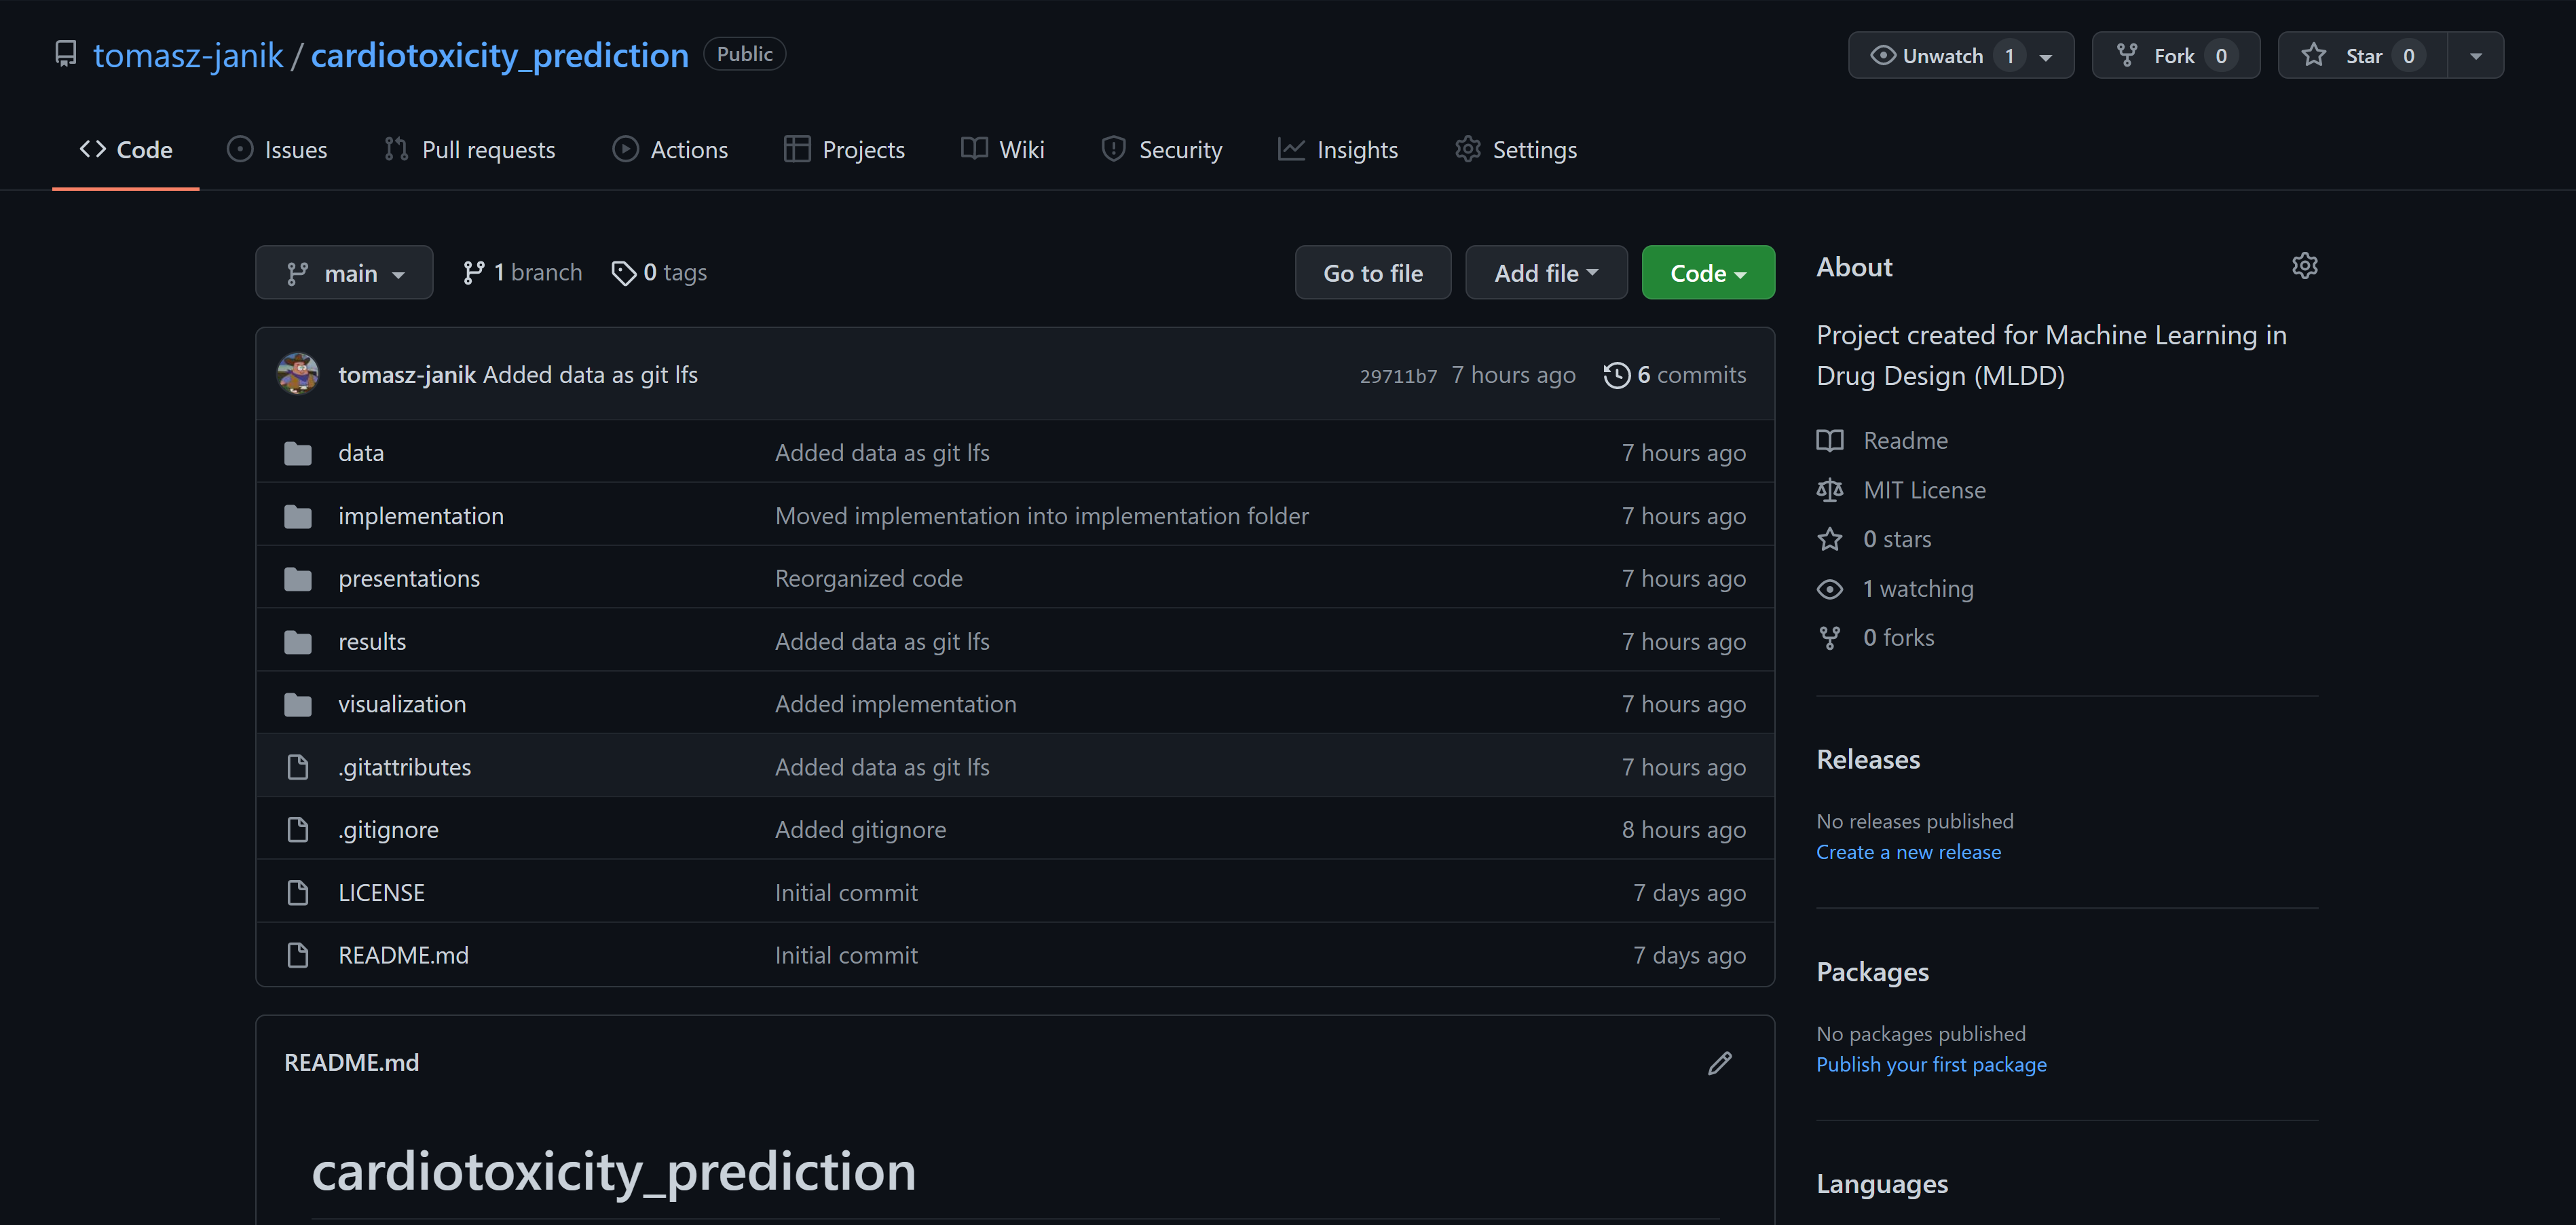 tomasz-janik / cardiotoxicity_prediction Public
Unwatch 1 Fork 0 Star 0
Code Issues Pull requests Actions Projects Wiki Security Insights Settings
main 1 branch 0 tags Go to file Add file Code
tomasz-janik Added data as git lfs 29711b7 7 hours ago 6 commits
data Added data as git lfs 7 hours ago
implementation Moved implementation into implementation folder 7 hours ago
presentations Reorganized code 7 hours ago
results Added data as git lfs 7 hours ago
visualization Added implementation 7 hours ago
.gitattributes Added data as git lfs 7 hours ago
.gitignore Added gitignore 8 hours ago
LICENSE Initial commit 7 days ago
README.md Initial commit 7 days ago
README.md
cardiotoxicity_prediction
About
Project created for Machine Learning in
Drug Design (MLDD)
Readme
MIT License
0 stars
1 watching
0 forks
Releases
No releases published
Create a new release
Packages
No packages published
Publish your first package
Languages